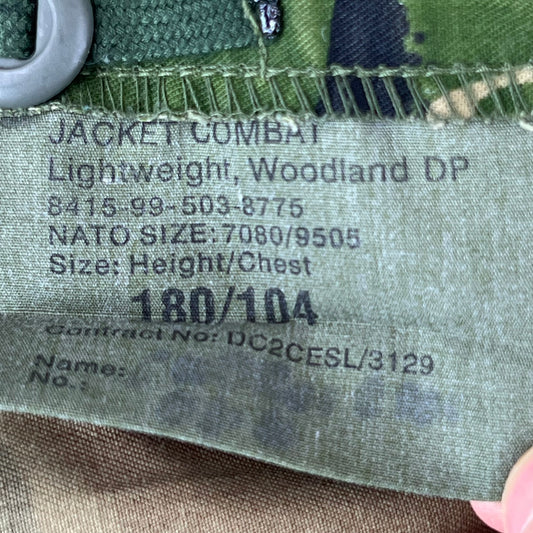 JACKET COMBAT
Lightweight, Woodland DP
8415-99-503-8775
NATO SIZE: 7080/9505
Size: Height/Chest
180/104
Contract No: DC2CESL/3129
Name:
No.: